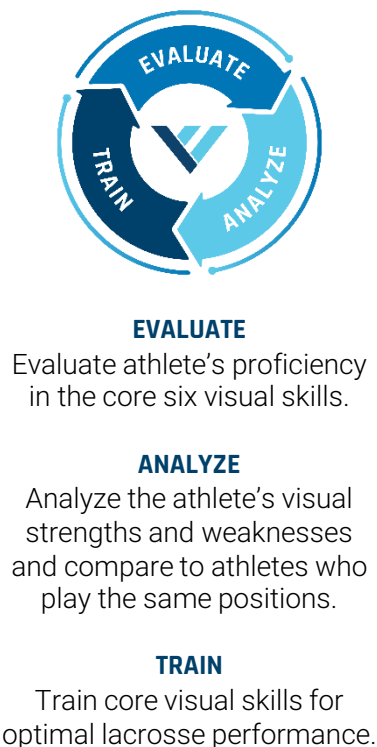 EVALUATE
TRAIN
ANALYZE
EVALUATE
Evaluate athlete's proficiency
in the core six visual skills.
ANALYZE
Analyze the athlete's visual
strengths and weaknesses
and compare to athletes who
play the same positions.
TRAIN
Train core visual skills for
optimal lacrosse performance.